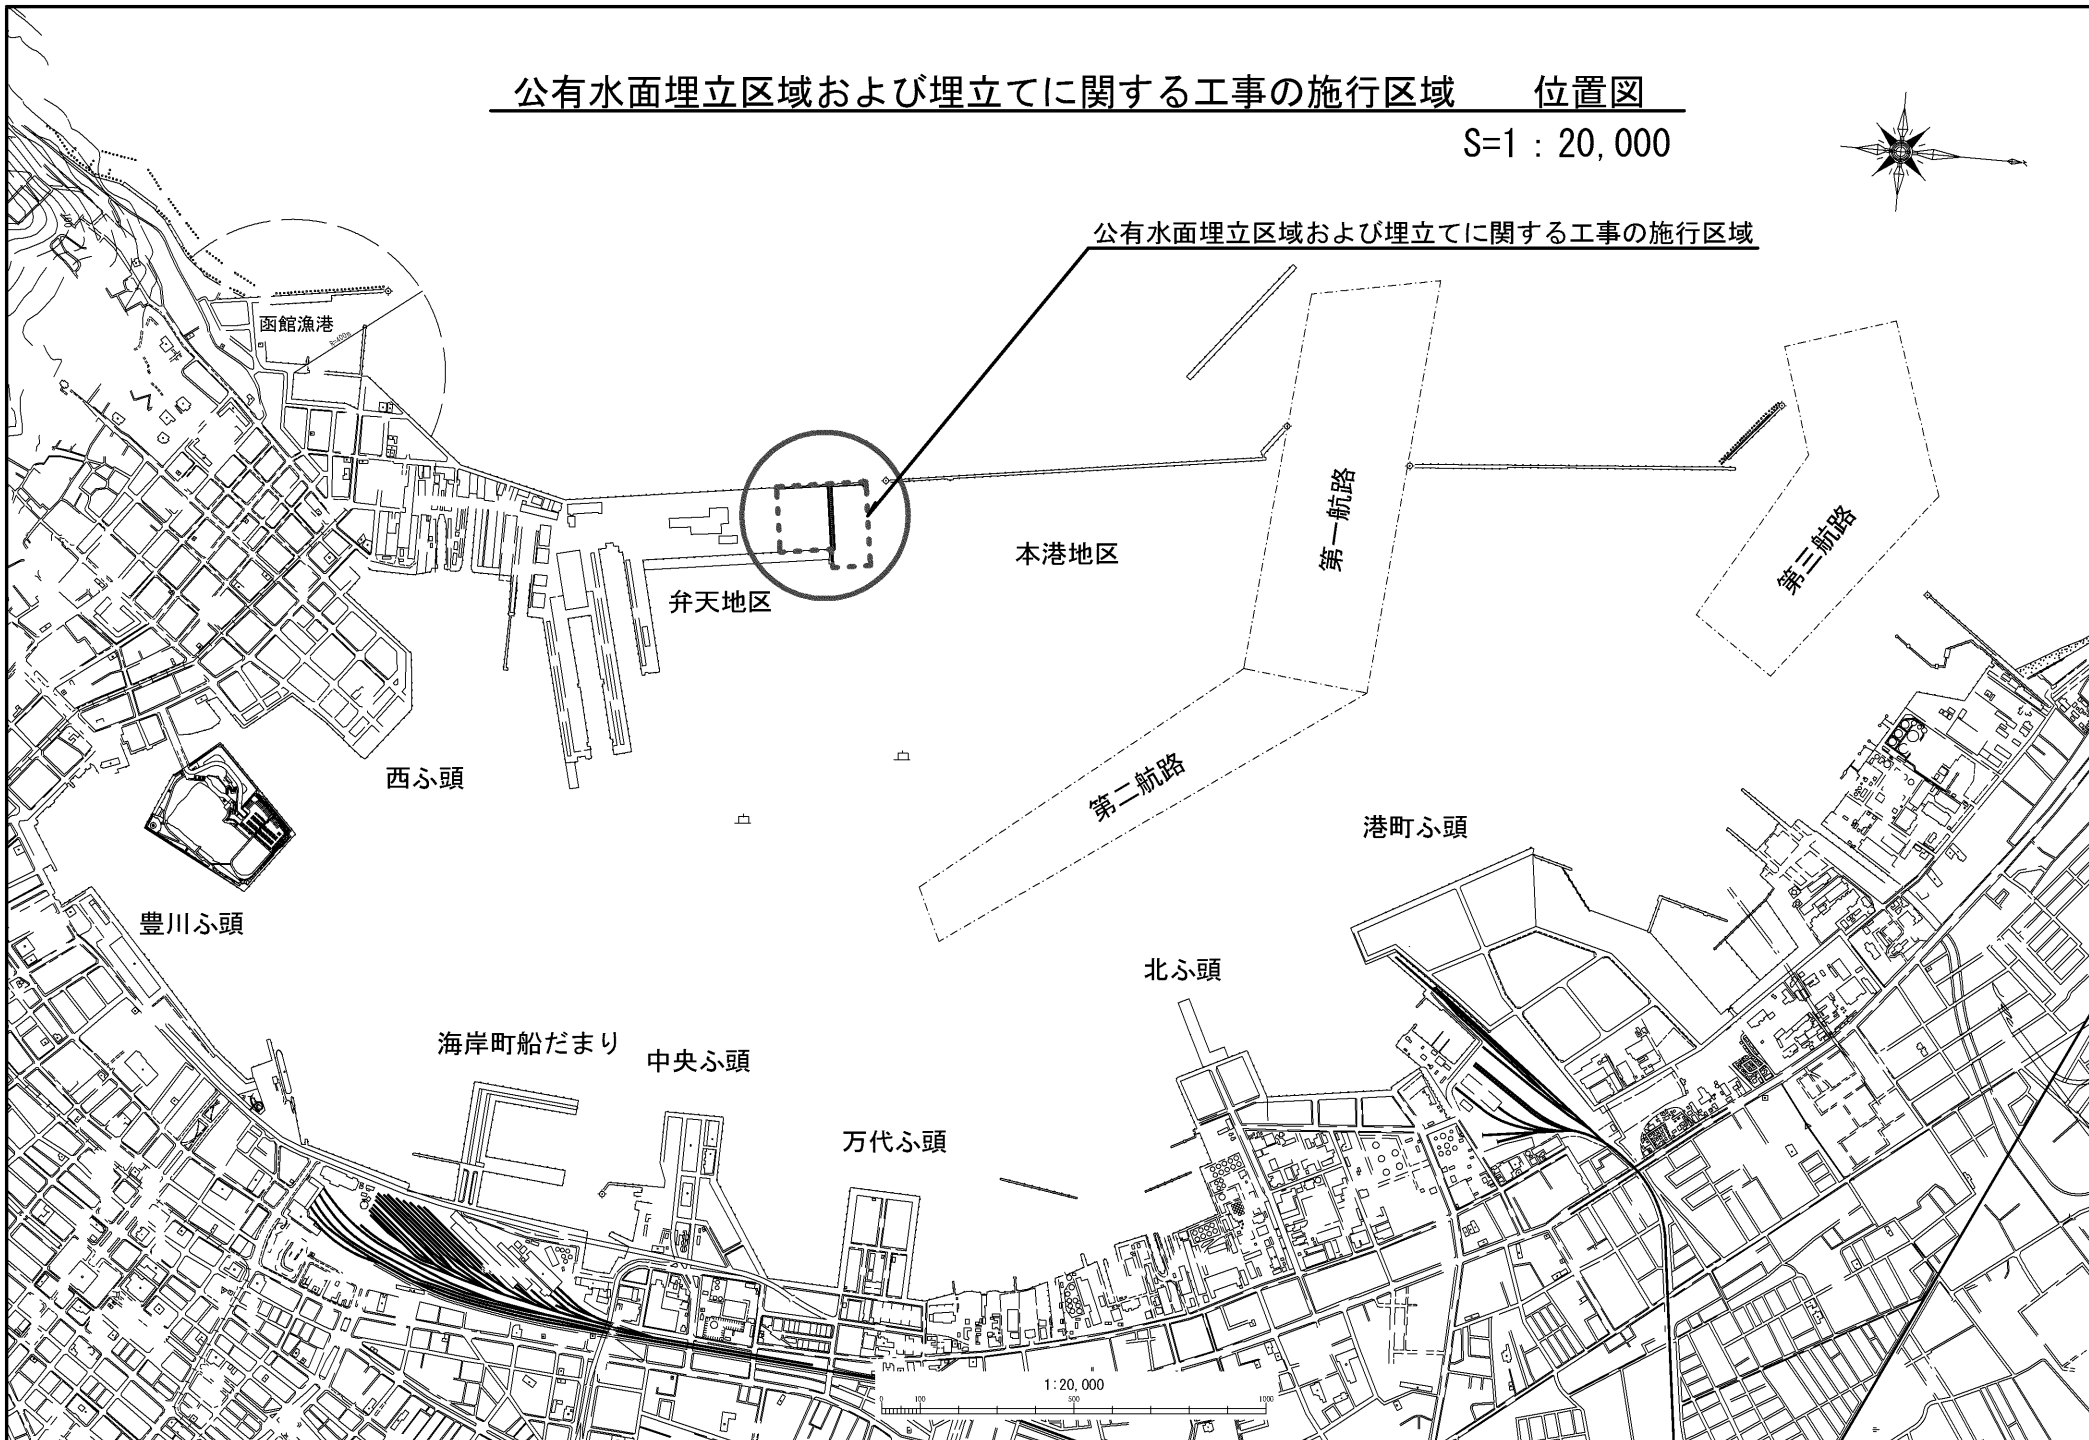 公有水面埋立区域および埋立てに関する工事の施行区域　　位置図
S=1 : 20,000
公有水面埋立区域および埋立てに関する工事の施行区域
函館漁港
R=400m
第一航路
第三航路
本港地区
弁天地区
西ふ頭
第二航路
港町ふ頭
豊川ふ頭
北ふ頭
海岸町船だまり
中央ふ頭
万代ふ頭
1:20,000
0 100 500 1000